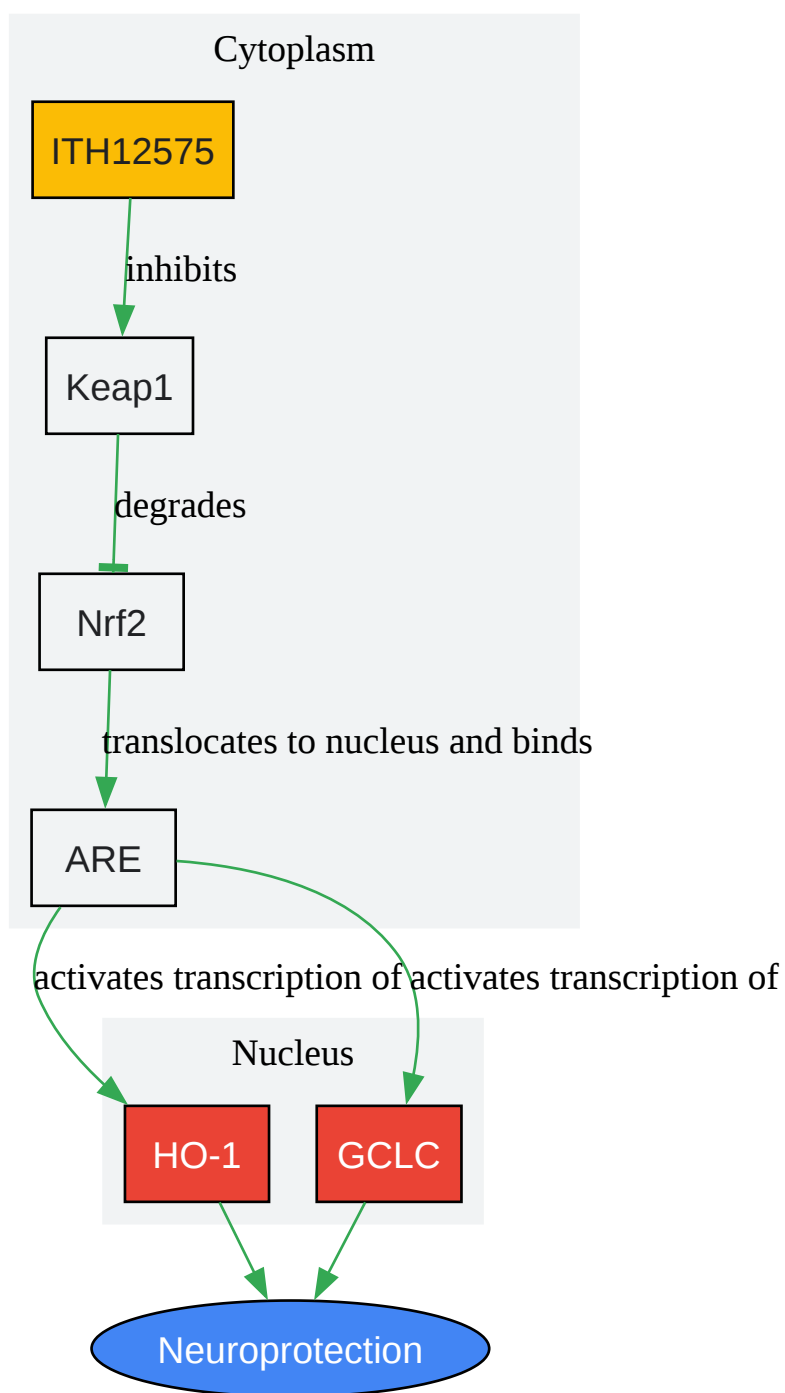 Cytoplasm
ITH12575
inhibits
Keap1
degrades
Nrf2
translocates to nucleus and binds
ARE
activates transcription of
activates transcription of
Nucleus
HO-1
GCLC
Neuroprotection